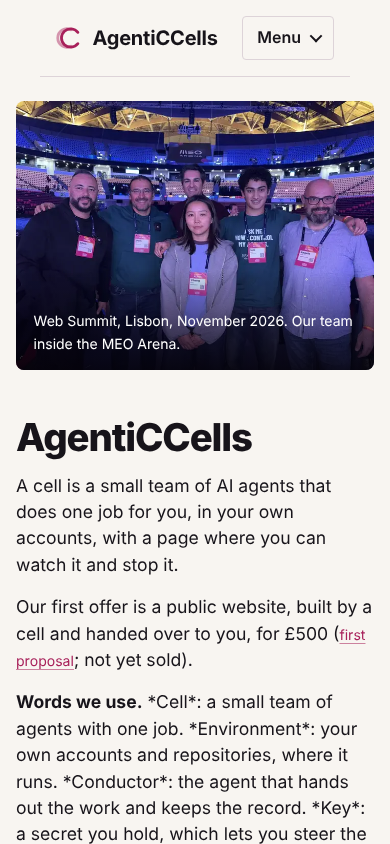 AgentiCCells
Menu
Web Summit, Lisbon, November 2026. Our team
inside the MEO Arena.
AgentiCCells
A cell is a small team of AI agents that
does one job for you, in your own
accounts, with a page where you can
watch it and stop it.
Our first offer is a public website, built by a
cell and handed over to you, for £500 (first
proposal; not yet sold).
Words we use. *Cell*: a small team of
agents with one job. *Environment*: your
own accounts and repositories, where it
runs. *Conductor*: the agent that hands
out the work and keeps the record. *Key*:
a secret you hold, which lets you steer the